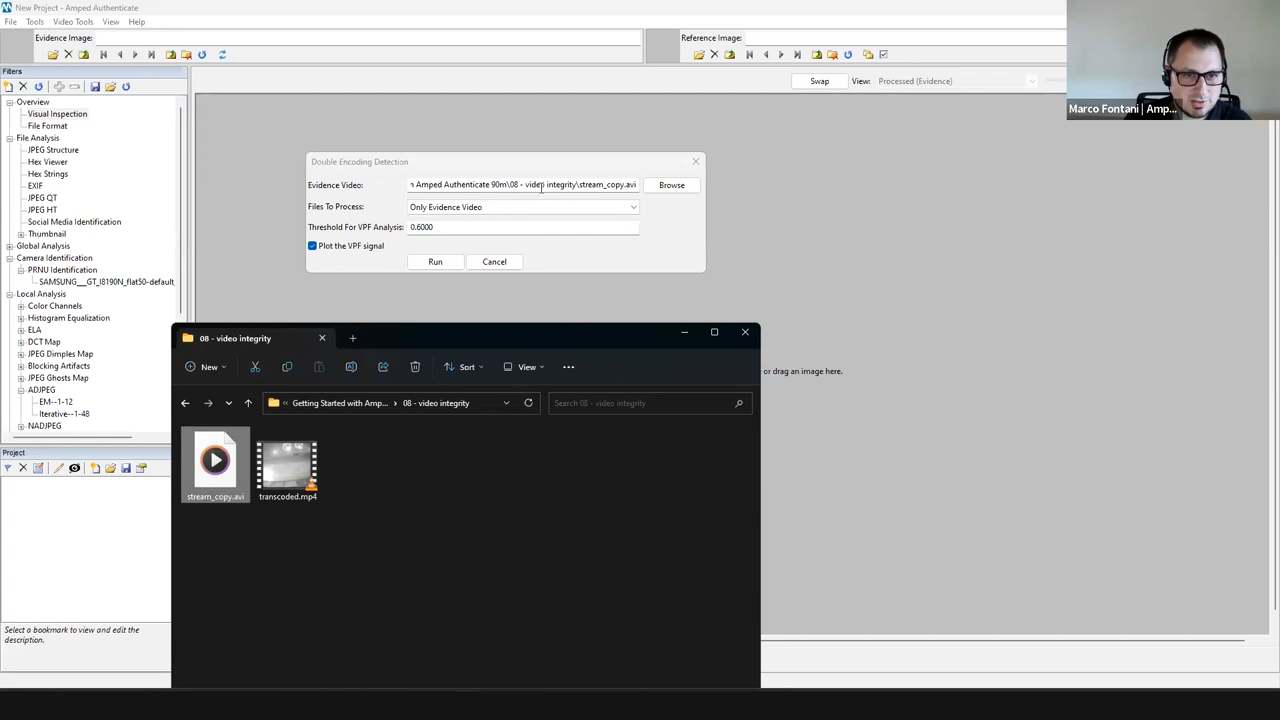 New Project - Amped Authenticate
File Tools Video Tools View Help
Evidence Image:
Reference Image:
Filters
Swap
View: Processed (Evidence)
Marco Fontani | Amp...
Overview
Visual Inspection
File Format
File Analysis
JPEG Structure
Hex Viewer
Hex Strings
EXIF
JPEG QT
JPEG HT
Social Media Identification
Thumbnail
Global Analysis
Camera Identification
PRNU Identification
SAMSUNG__GT_I8190N_flat50-default_
Local Analysis
Color Channels
Histogram Equalization
ELA
DCT Map
JPEG Dimples Map
Blocking Artifacts
JPEG Ghosts Map
ADJPEG
EM--1-12
Iterative--1-48
NADJPEG
Double Encoding Detection
Evidence Video: n Amped Authenticate 90m\08 - video integrity\stream_copy.avi Browse
Files To Process: Only Evidence Video
Threshold For VPF Analysis: 0.6000
Plot the VPF signal
Run Cancel
or drag an image here.
08 - video integrity
New Sort View
Getting Started with Amp... 08 - video integrity Search 08 - video integrity
stream_copy.avi transcoded.mp4
Project
Select a bookmark to view and edit the
description.